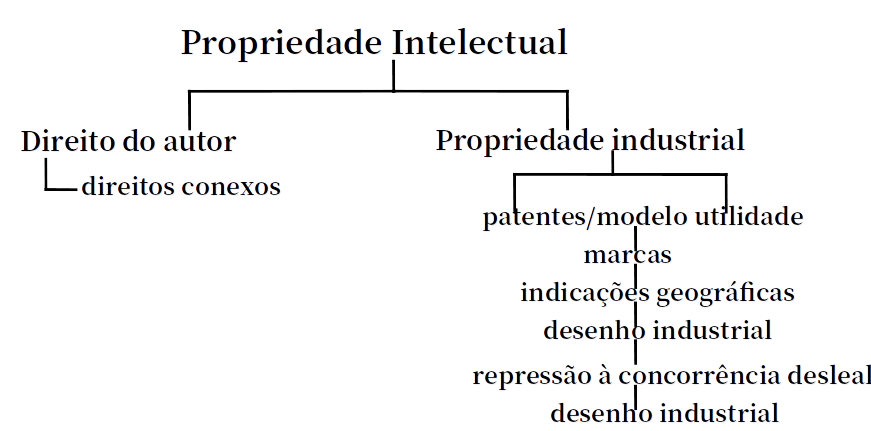 Propriedade Intelectual
Direito do autor
direitos conexos
Propriedade industrial
patentes/modelo utilidade
marcas
indicações geográficas
desenho industrial
repressão à concorrência desleal
desenho industrial